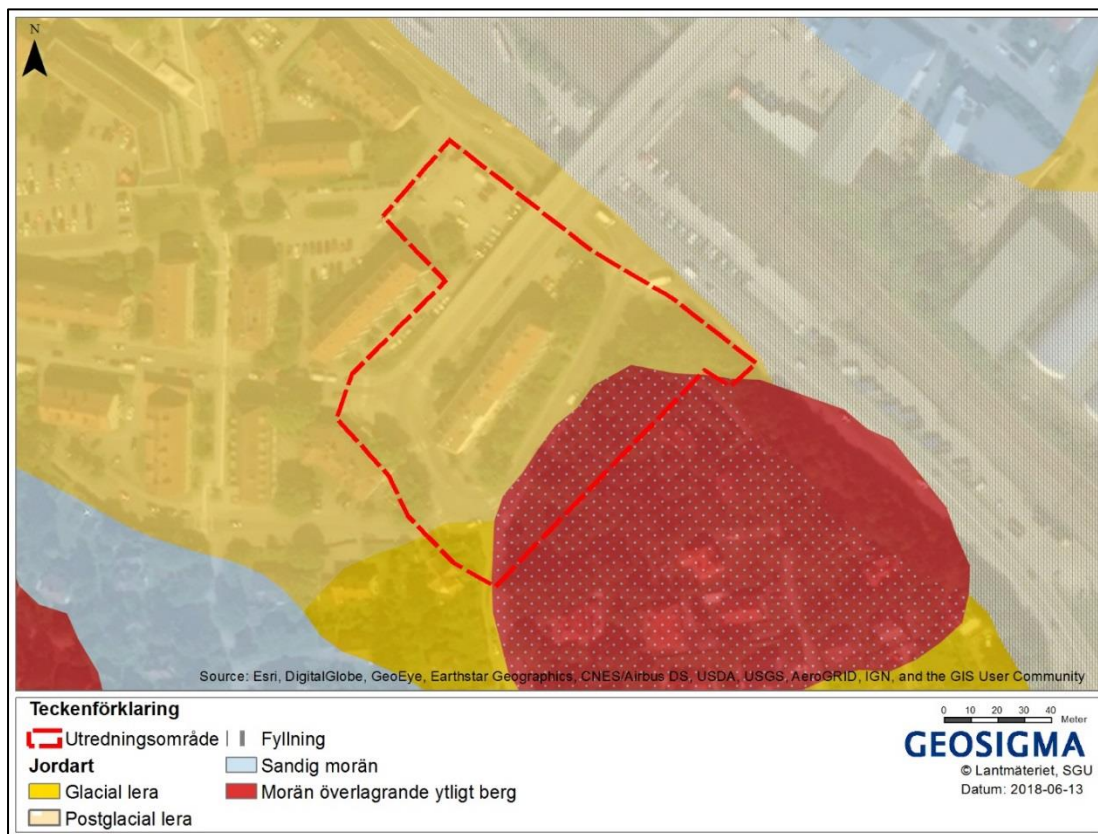 N
Source: Esri, DigitalGlobe, GeoEye, Earthstar Geographics, CNES/Airbus DS, USDA, USGS, AeroGRID, IGN, and the GIS User Community
Teckenförklaring
Utredningsområde
Fyllning
Jordart
Sandig morän
Glacial lera
Morän överlagrande ytligt berg
Postglacial lera
0 10 20 30 40
Meter
GEOSIGMA
© Lantmäteriet, SGU
Datum: 2018-06-13